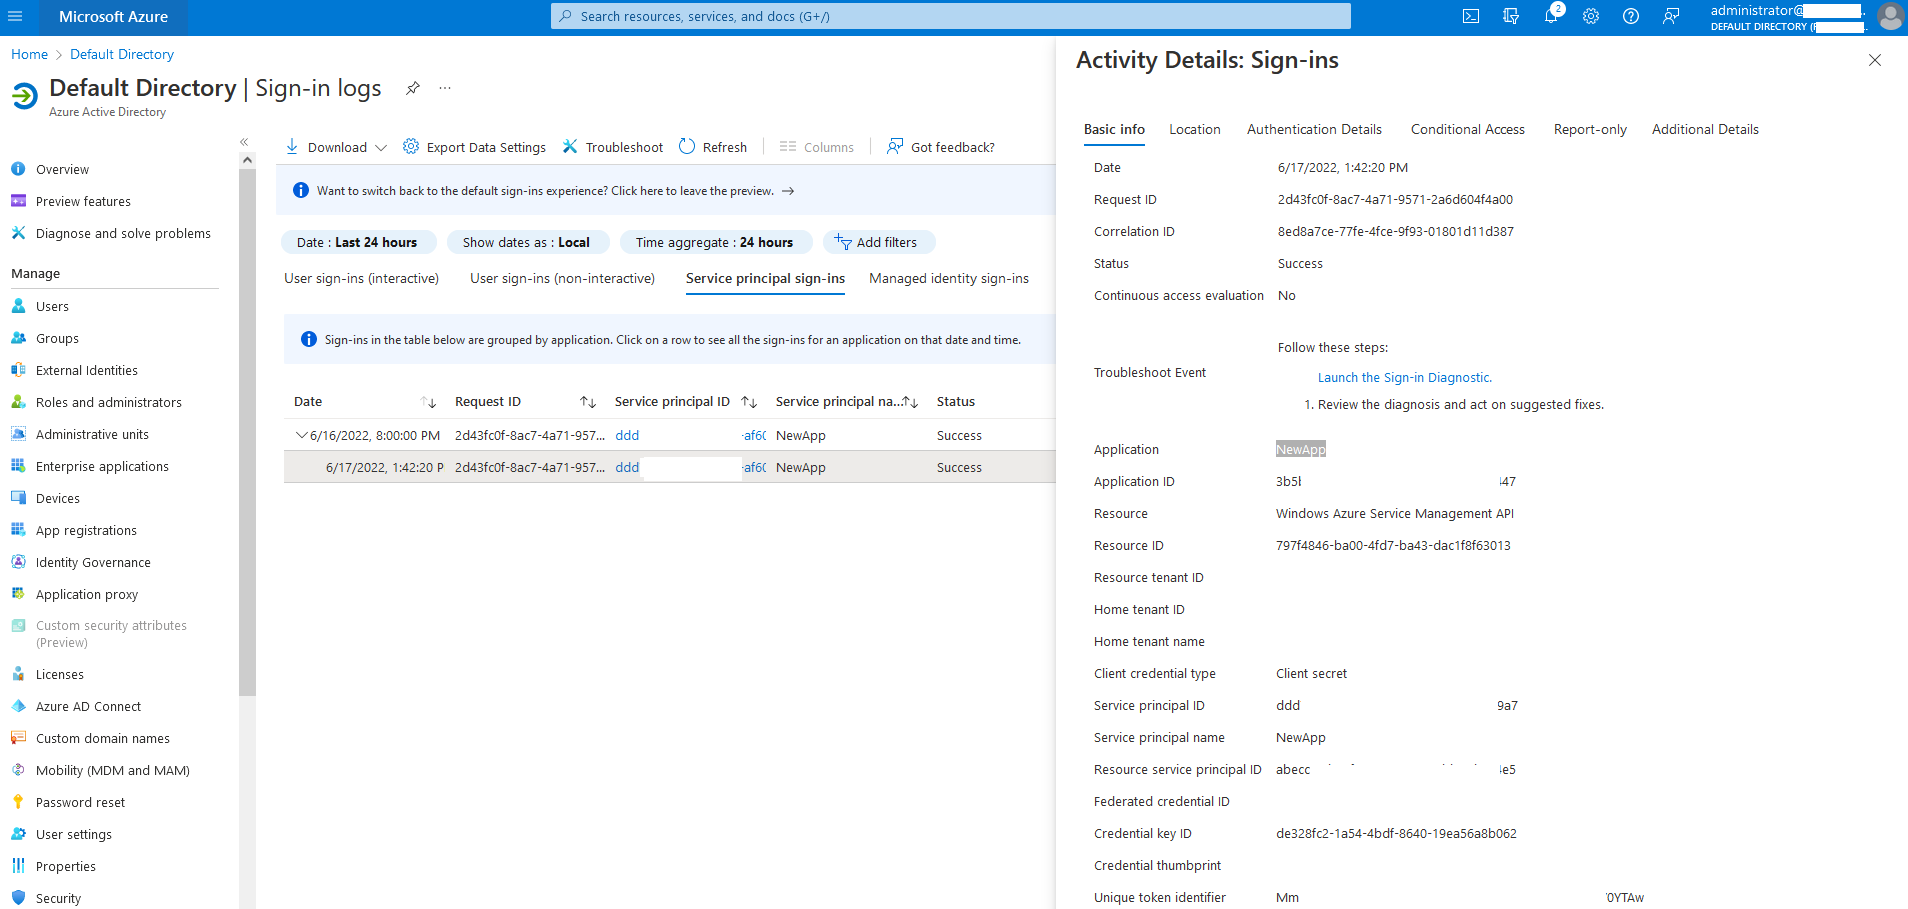 Microsoft Azure
Search resources, services, and docs (G+/)
2
administrator@
DEFAULT DIRECTORY
Home > Default Directory
Default Directory | Sign-in logs
Azure Active Directory
Overview
Preview features
Diagnose and solve problems
Manage
Users
Groups
External Identities
Roles and administrators
Administrative units
Enterprise applications
Devices
App registrations
Identity Governance
Application proxy
Custom security attributes
(Preview)
Licenses
Azure AD Connect
Custom domain names
Mobility (MDM and MAM)
Password reset
User settings
Properties
Security
Download Export Data Settings Troubleshoot Refresh Columns Got feedback?
Want to switch back to the default sign-ins experience? Click here to leave the preview. →
Date : Last 24 hours Show dates as : Local Time aggregate : 24 hours Add filters
User sign-ins (interactive) User sign-ins (non-interactive) Service principal sign-ins Managed identity sign-ins
Sign-ins in the table below are grouped by application. Click on a row to see all the sign-ins for an application on that date and time.
Date Request ID Service principal ID Service principal na... Status
6/16/2022, 8:00:00 PM 2d43fc0f-8ac7-4a71-957... ddd -af60 NewApp Success
6/17/2022, 1:42:20 P 2d43fc0f-8ac7-4a71-957... ddd -af60 NewApp Success
Activity Details: Sign-ins
Basic info Location Authentication Details Conditional Access Report-only Additional Details
Date 6/17/2022, 1:42:20 PM
Request ID 2d43fc0f-8ac7-4a71-9571-2a6d604f4a00
Correlation ID 8ed8a7ce-77fe-4fce-9f93-01801d11d387
Status Success
Continuous access evaluation No
Follow these steps:
Troubleshoot Event
Launch the Sign-in Diagnostic.
1. Review the diagnosis and act on suggested fixes.
Application NewApp
Application ID 3b5 47
Resource Windows Azure Service Management API
Resource ID 797f4846-ba00-4fd7-ba43-dac1f8f63013
Resource tenant ID
Home tenant ID
Home tenant name
Client credential type Client secret
Service principal ID ddd 9a7
Service principal name NewApp
Resource service principal ID abecc 4e5
Federated credential ID
Credential key ID de328fc2-1a54-4bdf-8640-19ea56a8b062
Credential thumbprint
Unique token identifier Mm 0YTAw